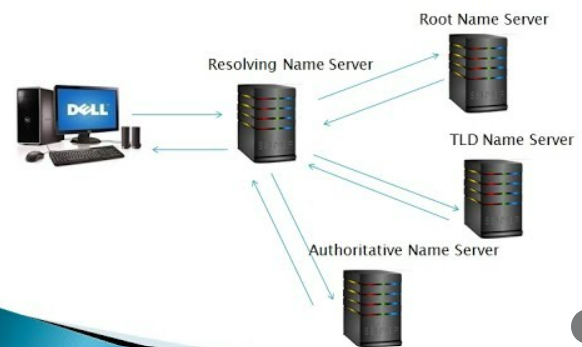 Root Name Server
Resolving Name Server
DELL
TLD Name Server
Authoritative Name Server